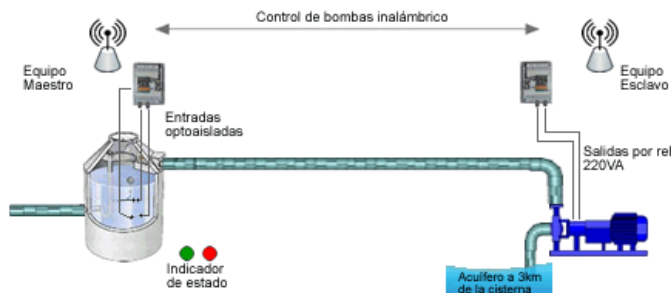 Control de bombas inalámbrico
Equipo
Maestro
Equipo
Esclavo
Entradas
optoaisladas
Salidas por rel
220VA
Indicador
de estado
Acuífero a 3km
de la cisterna